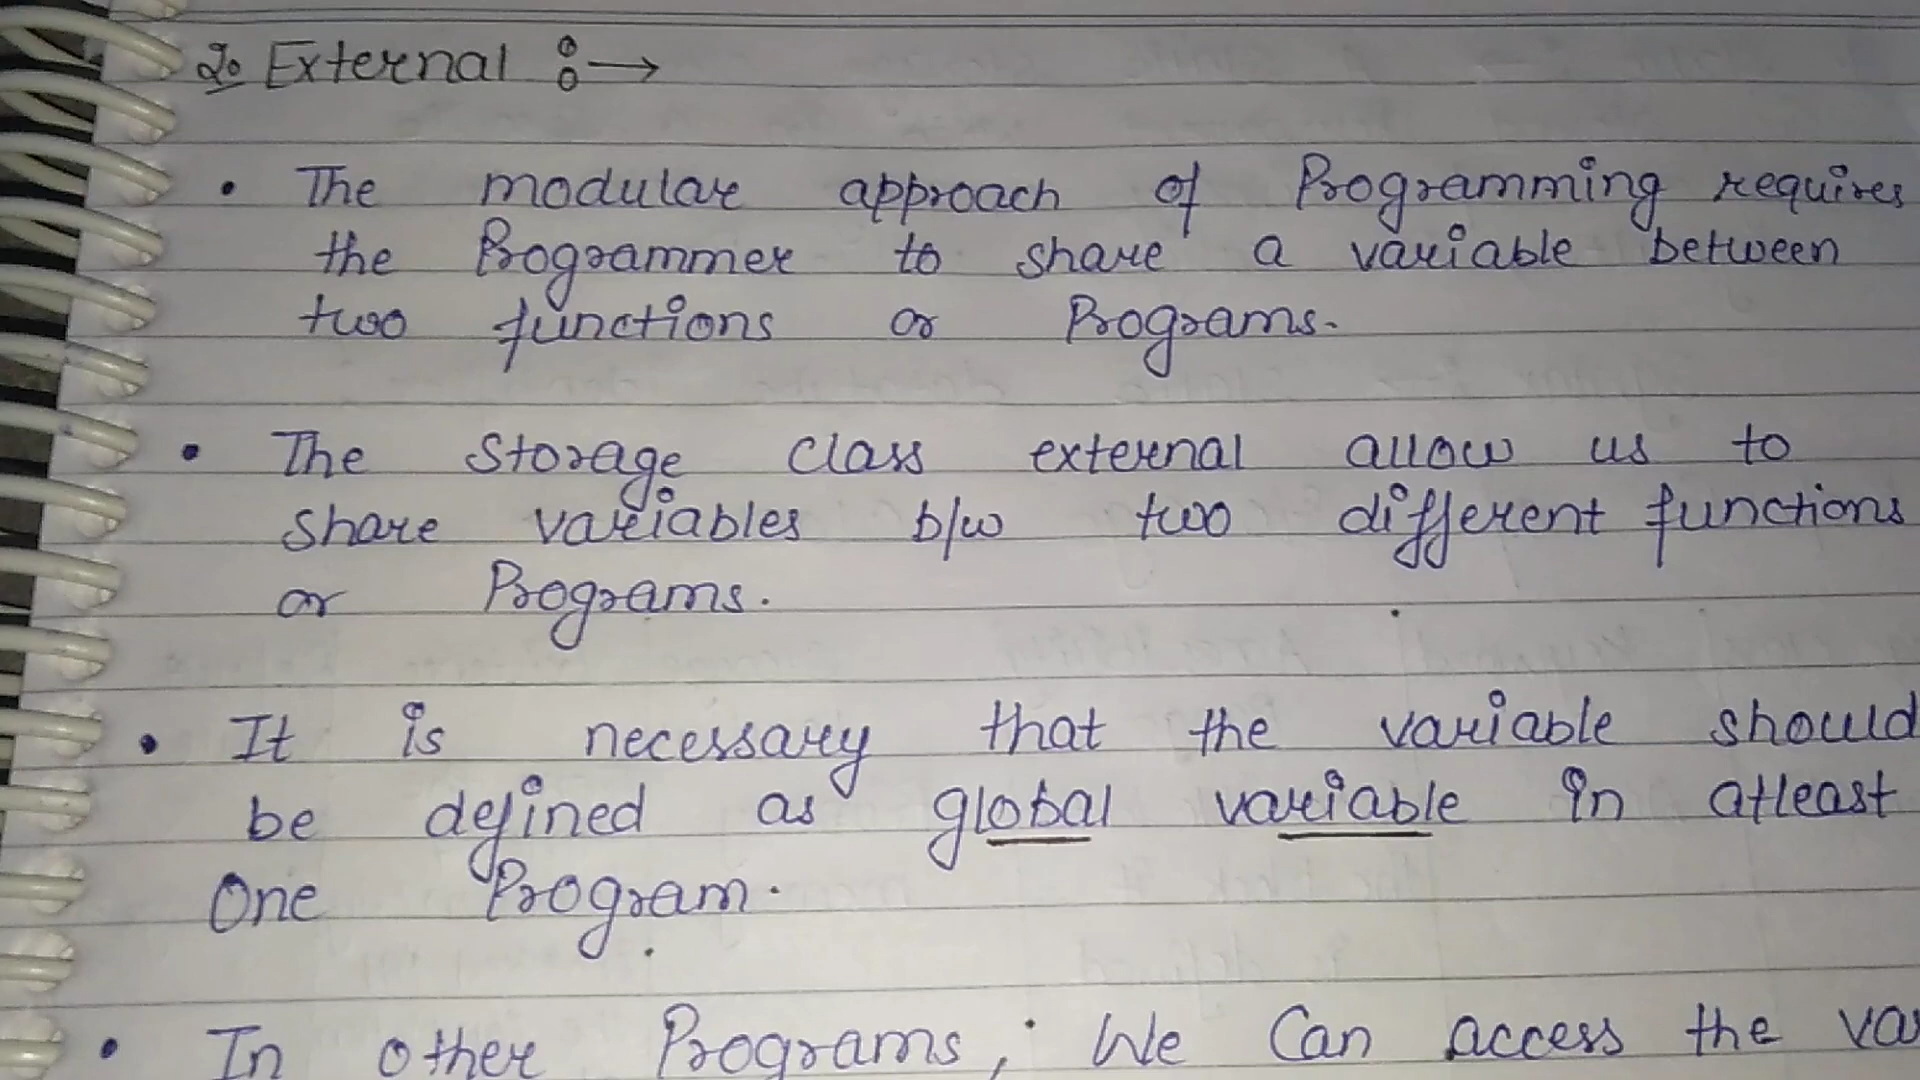 2. External :→
• The modular approach of Programming requires
the Programmer to share a variable between
two functions or Programs.
• The Storage class external allow us to
share variables b/w two different functions
or Programs.
• It is necessary that the variable should
be defined as global variable in atleast
One Program.
• In other Programs, We Can access the